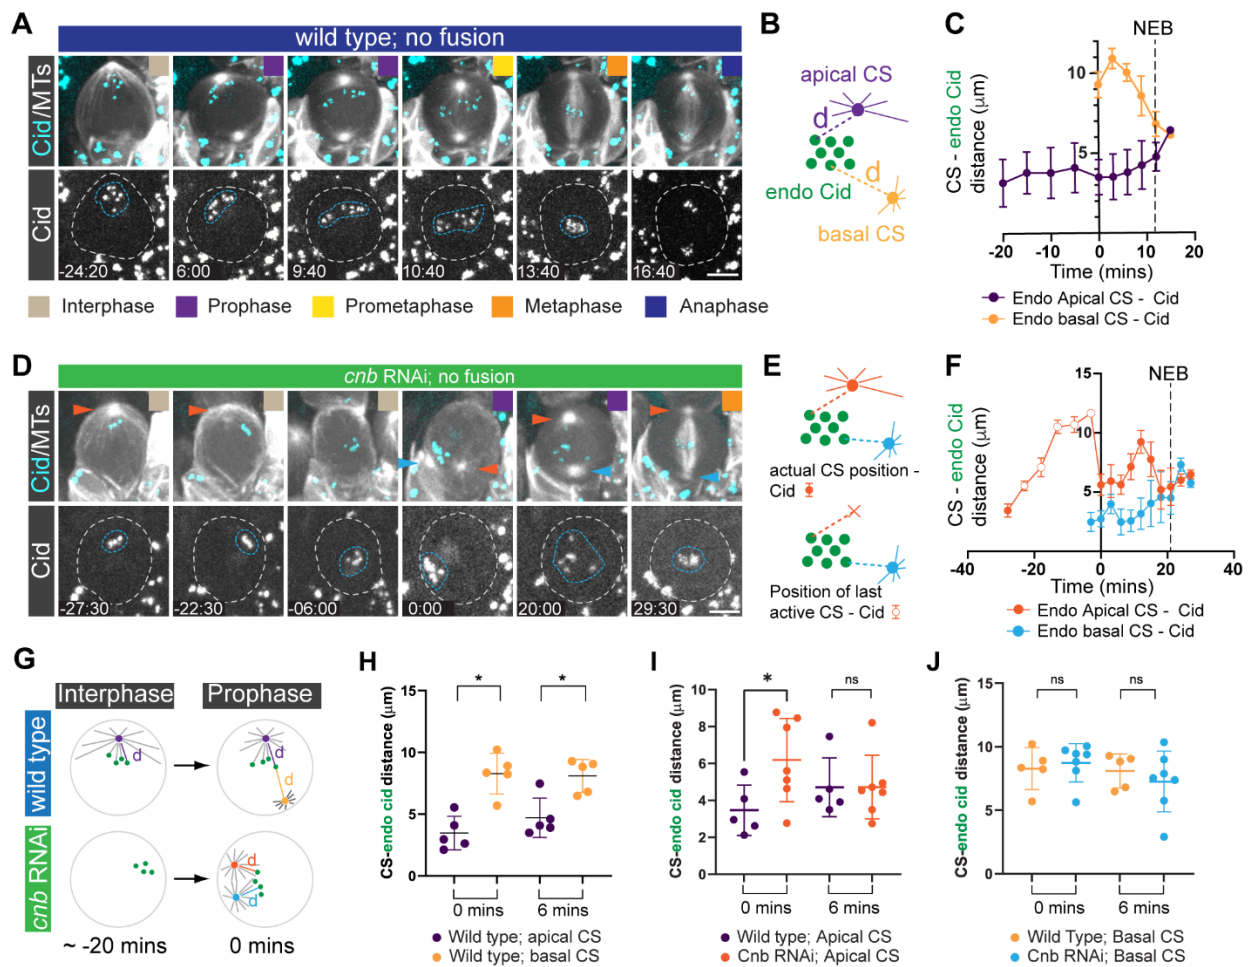 A
wild type; no fusion
Cid/MTs
Cid
-24:20
6:00
9:40
10:40
13:40
16:40
Interphase
Prophase
Prometaphase
Metaphase
Anaphase
B
apical CS
d
d
endo Cid
basal CS
C
NEB
CS - endo Cid
distance (μm)
10
5
-20
-10
0
10
20
Time (mins)
Endo Apical CS - Cid
Endo basal CS - Cid
D
cnb RNAi; no fusion
Cid/MTs
Cid
-27:30
-22:30
-06:00
0:00
20:00
29:30
E
actual CS position -
Cid
Position of last
active CS - Cid
F
NEB
CS - endo Cid
distance (μm)
15
10
5
-40
-20
0
20
40
Time (mins)
Endo Apical CS - Cid
Endo basal CS - Cid
G
Interphase
Prophase
wild type
cnb RNAi
d
d
d
d
d
~ -20 mins
0 mins
H
CS-endo cid distance (μm)
15
10
5
0
*
*
0 mins
6 mins
Wild type; apical CS
Wild type; basal CS
I
CS-endo cid distance (μm)
10
8
6
4
2
0
*
ns
0 mins
6 mins
Wild type; Apical CS
Cnb RNAi; Apical CS
J
CS-endo cid distance (μm)
15
10
5
0
ns
ns
0 mins
6 mins
Wild Type; Basal CS
Cnb RNAi; Basal CS